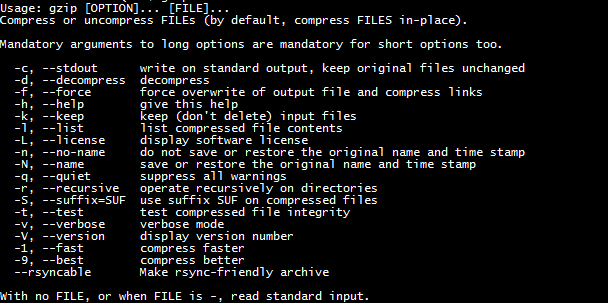 Usage: gzip [OPTION]... [FILE]...
Compress or uncompress FILEs (by default, compress FILES in-place).

Mandatory arguments to long options are mandatory for short options too.

  -c, --stdout      write on standard output, keep original files unchanged
  -d, --decompress  decompress
  -f, --force       force overwrite of output file and compress links
  -h, --help        give this help
  -k, --keep        keep (don't delete) input files
  -l, --list        list compressed file contents
  -L, --license     display software license
  -n, --no-name     do not save or restore the original name and time stamp
  -N, --name        save or restore the original name and time stamp
  -q, --quiet       suppress all warnings
  -r, --recursive   operate recursively on directories
  -S, --suffix=SUF  use suffix SUF on compressed files
  -t, --test        test compressed file integrity
  -v, --verbose     verbose mode
  -V, --version     display version number
  -1, --fast        compress faster
  -9, --best        compress better
  --rsyncable       Make rsync-friendly archive

With no FILE, or when FILE is -, read standard input.